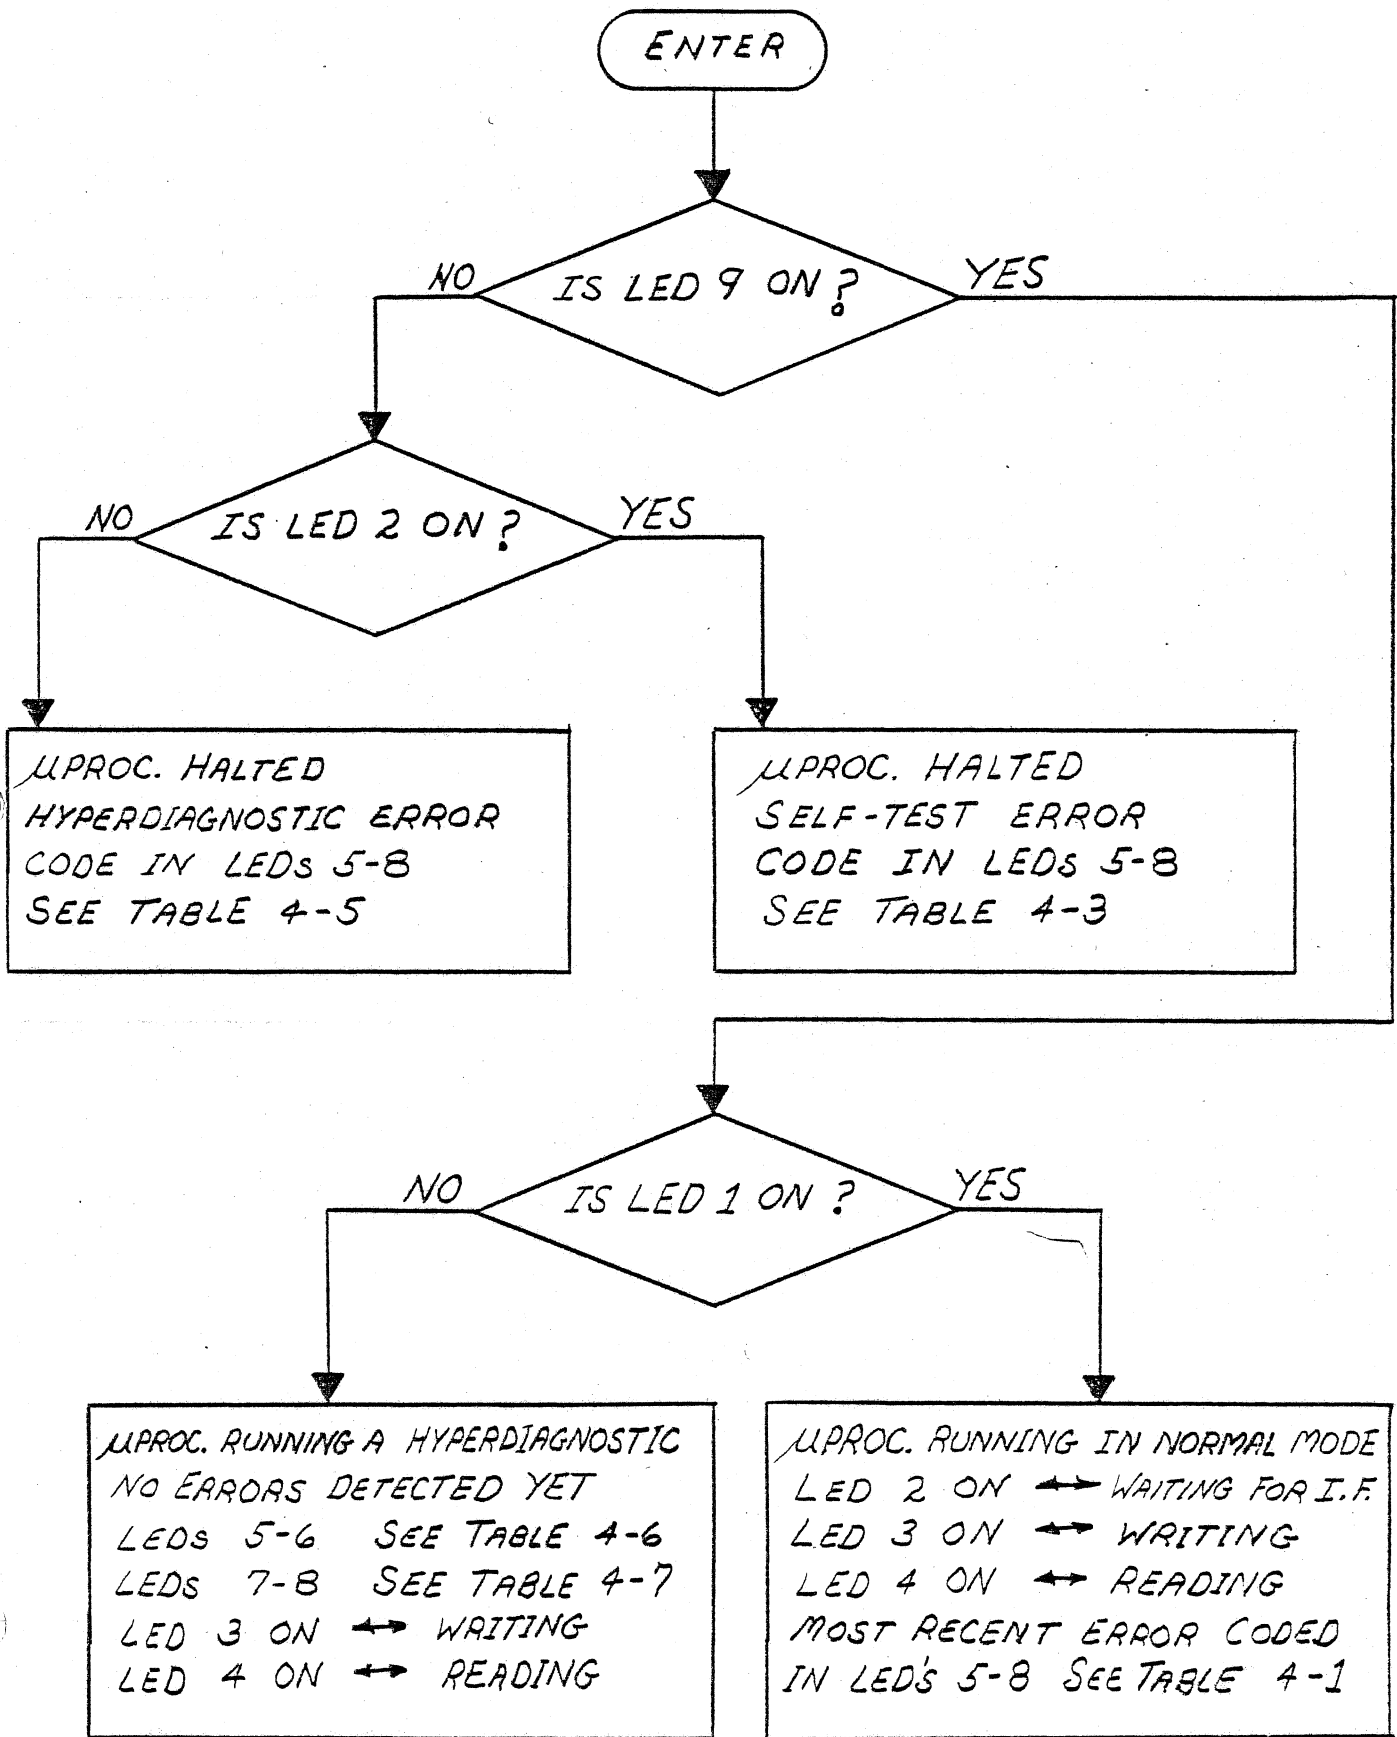 ENTER
IS LED 9 ON?
NO
YES
IS LED 2 ON?
NO
YES
µPROC. HALTED
HYPERDIAGNOSTIC ERROR
CODE IN LEDs 5-8
SEE TABLE 4-5
µPROC. HALTED
SELF-TEST ERROR
CODE IN LEDs 5-8
SEE TABLE 4-3
IS LED 1 ON?
NO
YES
µPROC. RUNNING A HYPERDIAGNOSTIC
NO ERRORS DETECTED YET
LEDs 5-6 SEE TABLE 4-6
LEDs 7-8 SEE TABLE 4-7
LED 3 ON ↔ WRITING
LED 4 ON ↔ READING
µPROC. RUNNING IN NORMAL MODE
LED 2 ON ↔ WAITING FOR I.F.
LED 3 ON ↔ WRITING
LED 4 ON ↔ READING
MOST RECENT ERROR CODED
IN LED'S 5-8 SEE TABLE 4-1